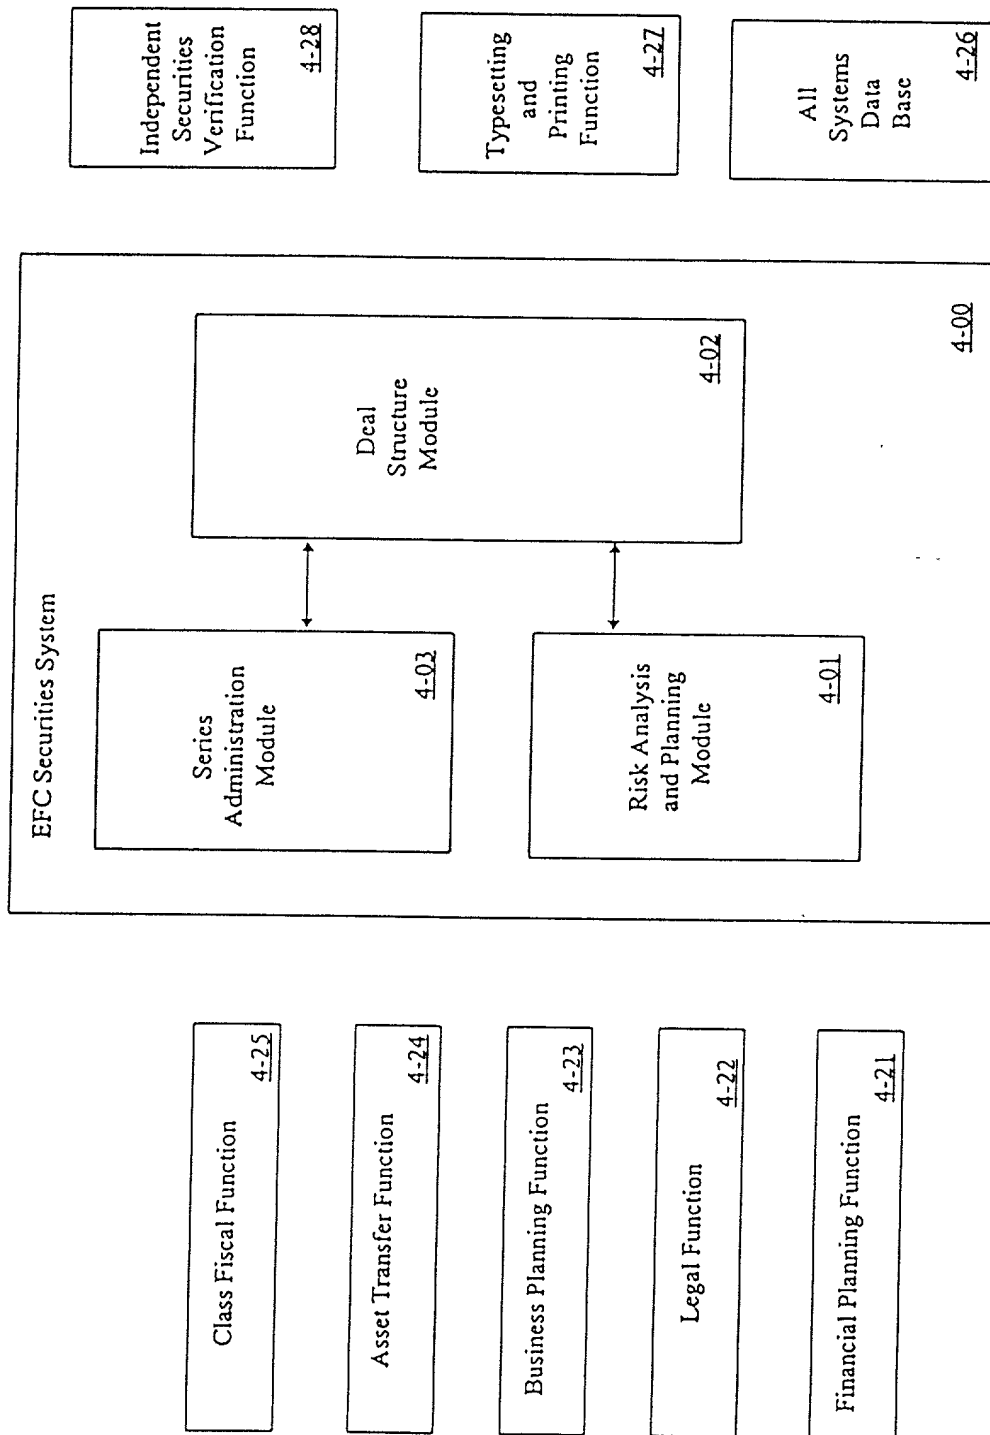 Class Fiscal Function
4-25
Asset Transfer Function
4-24
Business Planning Function
4-23
Legal Function
4-22
Financial Planning Function
4-21
EFC Securities System
Series
Administration
Module
4-03
Risk Analysis
and Planning
Module
4-01
Deal
Structure
Module
4-02
4-00
Independent
Securities
Verification
Function
4-28
Typesetting
and
Printing
Function
4-27
All
Systems
Data
Base
4-26